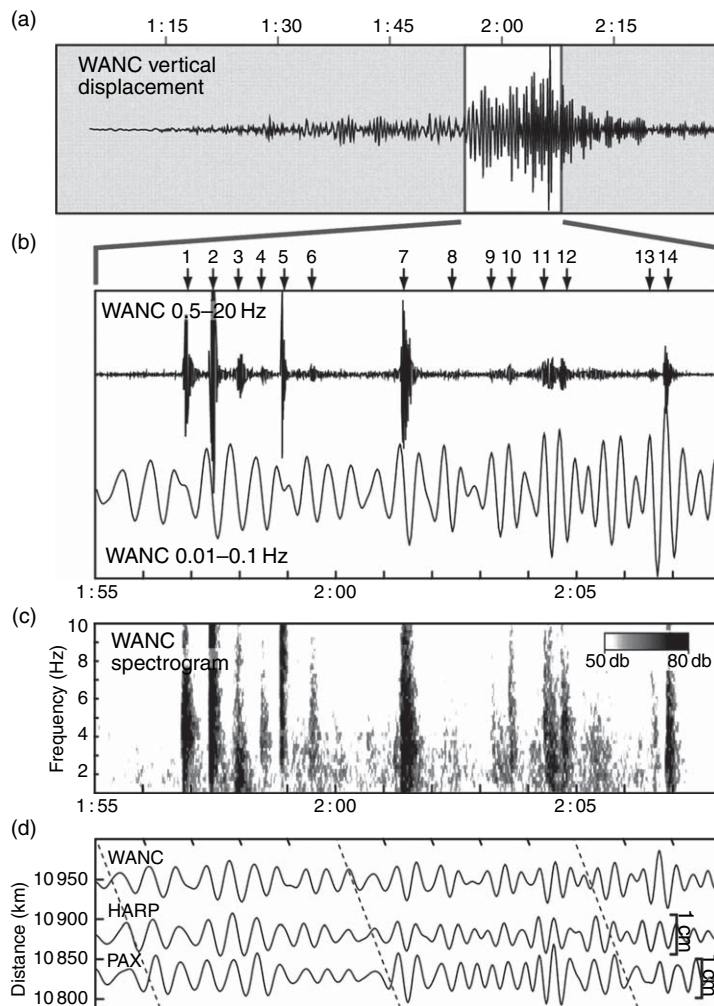 (a)
1:15 1:30 1:45 2:00 2:15
WANC vertical
displacement
(b)
1 2 3 4 5 6 7 8 9 10 11 12 13 14
WANC 0.5–20 Hz
WANC 0.01–0.1 Hz
1:55 2:00 2:05
(c)
10
8
6
4
2
Frequency (Hz)
WANC
spectrogram
50 db 80 db
1:55 2:00 2:05
(d)
Distance (km)
WANC
10 950
HARP
10 900
1 cm
PAX
10 850
1 cm
10 800